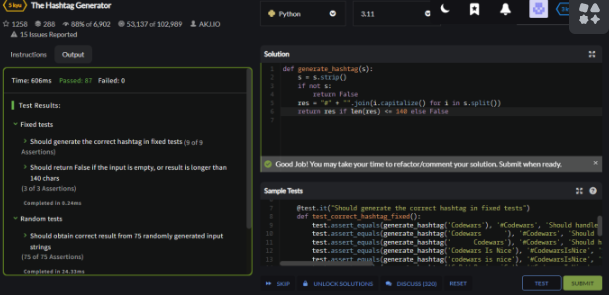 5 kyu
The Hashtag Generator
1258 288 88% of 6,902 53,137 of 102,989 AKJJO
15 Issues Reported
Python
3.11
Instructions Output
Time: 606ms Passed: 87 Failed: 0
Test Results:
Fixed tests
Should generate the correct hashtag in fixed tests (9 of 9 Assertions)
Should return False if the input is empty, or result is longer than
140 chars
(3 of 3 Assertions)
Completed in 0.34ms
Random tests
Should obtain correct result from 75 randomly generated input
strings
(75 of 75 Assertions)
Completed in 24.33ms
Solution
1 def generate_hashtag(s):
2 s = s.strip()
3 if not s:
4 return False
5 res = "#" + "".join(i.capitalize() for i in s.split())
6 return res if len(res) <= 140 else False
Good Job! You may take your time to refactor/comment your solution. Submit when ready.
Sample Tests
7 @test.it("Should generate the correct hashtag in fixed tests")
8 def test_correct_hashtag_fixed():
9 test.assert_equals(generate_hashtag('Codewars'), '#Codewars', 'Should handle
10 test.assert_equals(generate_hashtag('Codewars '), '#Codewars', 'Should
11 test.assert_equals(generate_hashtag(' Codewars'), '#Codewars', 'Should h
12 test.assert_equals(generate_hashtag('Codewars Is Nice'), '#CodewarsIsNice',
13 test.assert_equals(generate_hashtag('codewars is nice'), '#CodewarsIsNice',
SKIP UNLOCK SOLUTIONS DISCUSS (320) RESET TEST SUBMIT